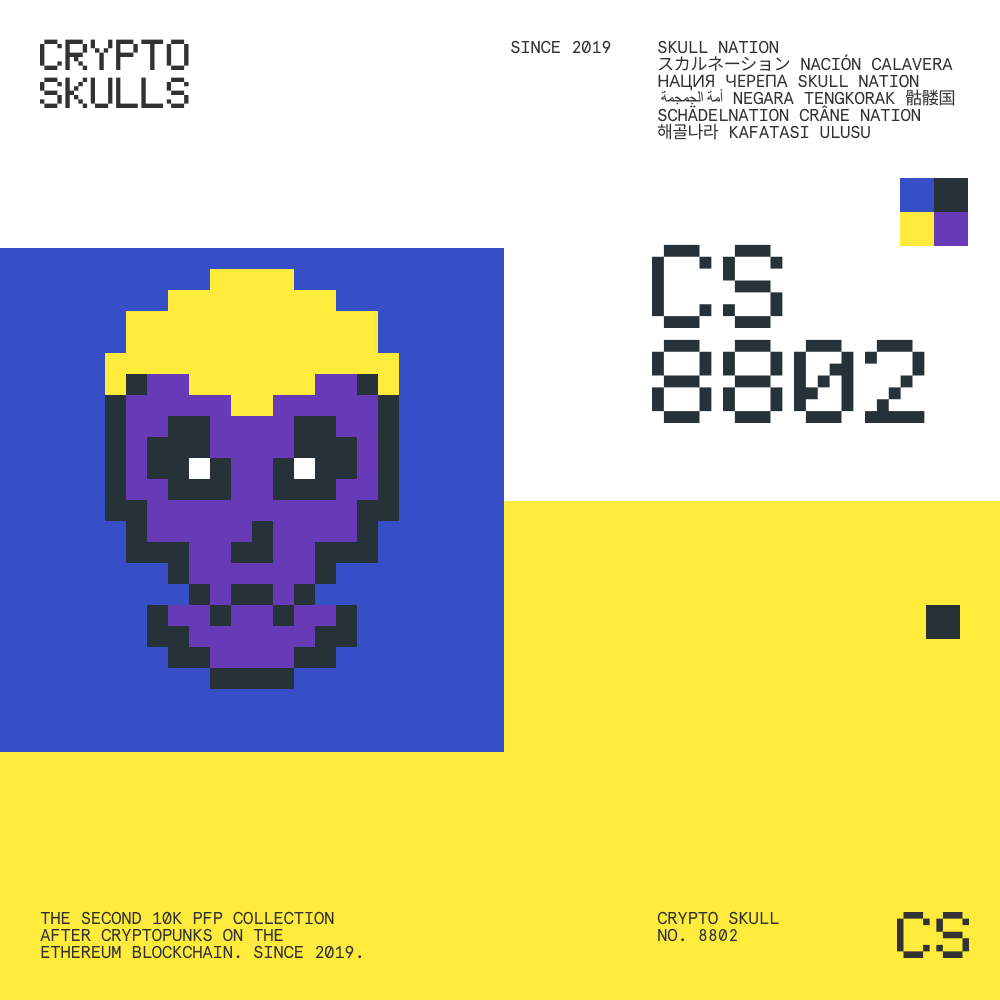 CRYPTO
SKULLS
SINCE 2019
SKULL NATION
スカルネーション NACIÓN CALAVERA
НАЦИЯ ЧЕРЕПА SKULL NATION
أمة الجمجمة NEGARA TENGKORAK 骷髅国
SCHÄDELNATION CRÂNE NATION
해골나라 KAFATASI ULUSU
CS
8802
THE SECOND 10K PFP COLLECTION
AFTER CRYPTOPUNKS ON THE
ETHEREUM BLOCKCHAIN. SINCE 2019.
CRYPTO SKULL
NO. 8802
CS